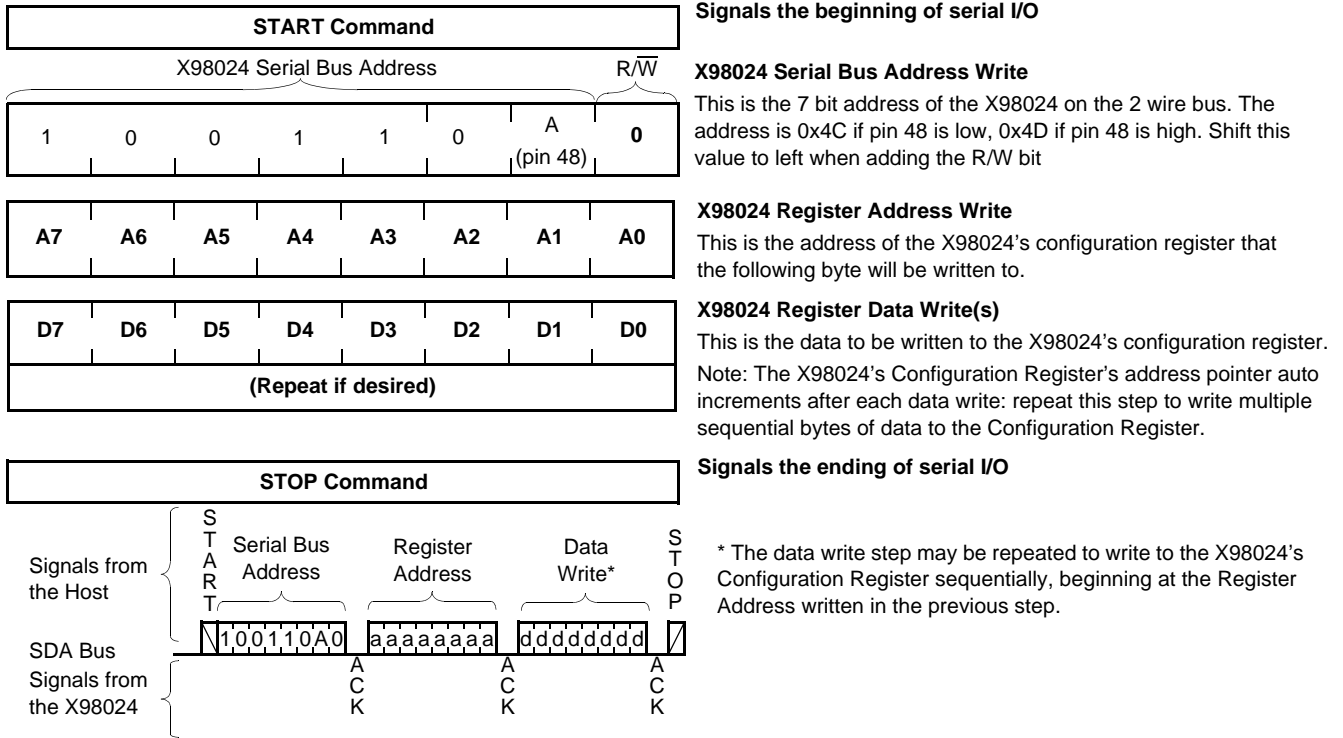 START Command
Signals the beginning of serial I/O
X98024 Serial Bus Address
R/W
1 0 0 1 1 0 A (pin 48) 0
X98024 Serial Bus Address Write
This is the 7 bit address of the X98024 on the 2 wire bus. The
address is 0x4C if pin 48 is low, 0x4D if pin 48 is high. Shift this
value to left when adding the R/W bit
A7 A6 A5 A4 A3 A2 A1 A0
X98024 Register Address Write
This is the address of the X98024's configuration register that
the following byte will be written to.
D7 D6 D5 D4 D3 D2 D1 D0
(Repeat if desired)
X98024 Register Data Write(s)
This is the data to be written to the X98024's configuration register.
Note: The X98024's Configuration Register's address pointer auto
increments after each data write: repeat this step to write multiple
sequential bytes of data to the Configuration Register.
STOP Command
Signals the ending of serial I/O
Signals from
the Host
START
Serial Bus
Address
Register
Address
Data
Write*
STOP
* The data write step may be repeated to write to the X98024's
Configuration Register sequentially, beginning at the Register
Address written in the previous step.
SDA Bus
100110A0 aaaaaaaa dddddddd
Signals from
the X98024
ACK
ACK
ACK